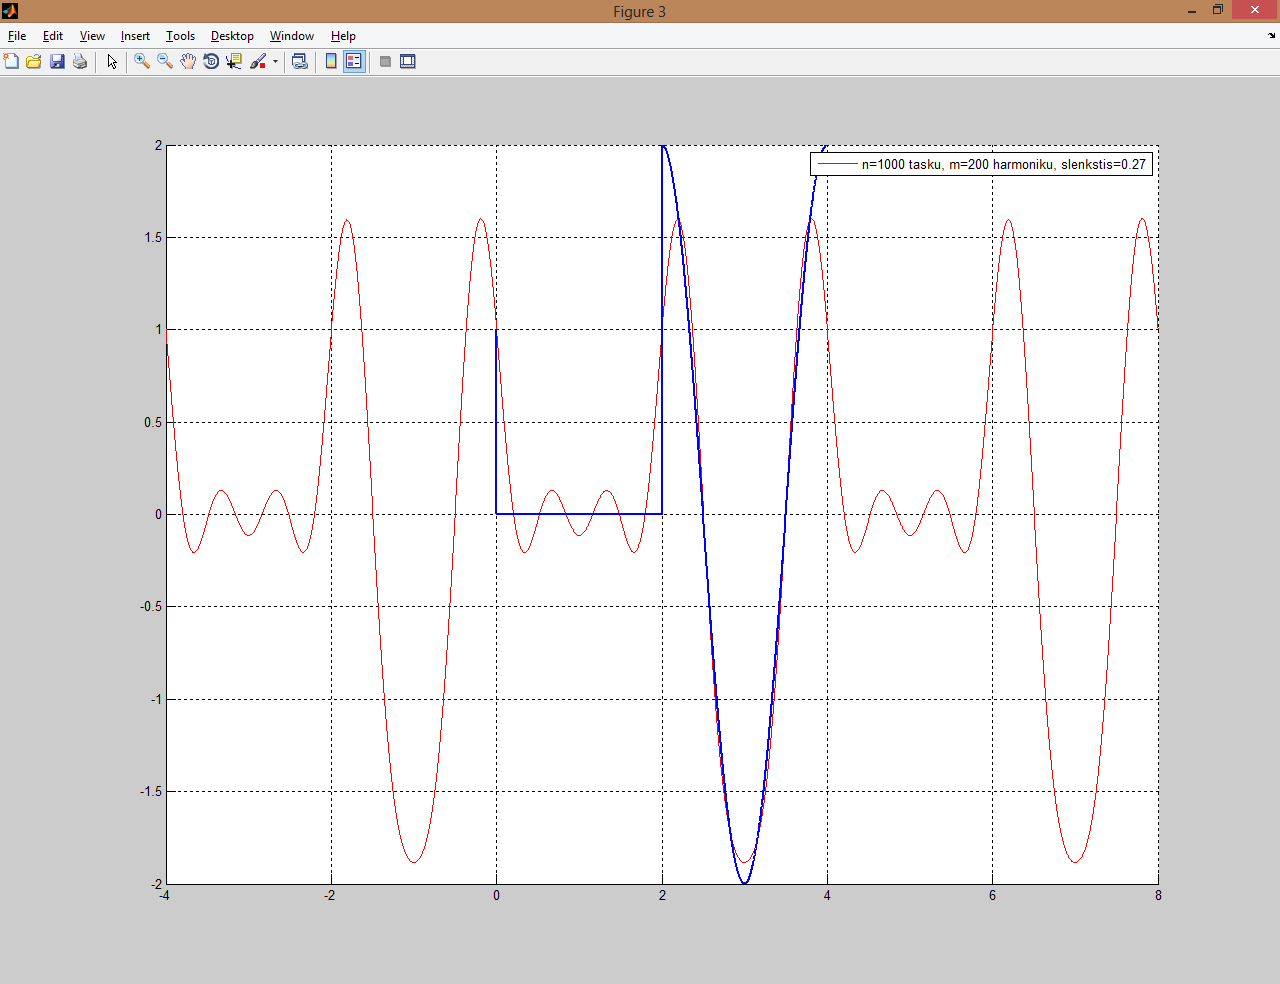 Figure 3
File Edit View Insert Tools Desktop Window Help
n=1000 tasku, m=200 harmoniku, slenkstis=0.27
2
1.5
1
0.5
0
-0.5
-1
-1.5
-2
-4 -2 0 2 4 6 8